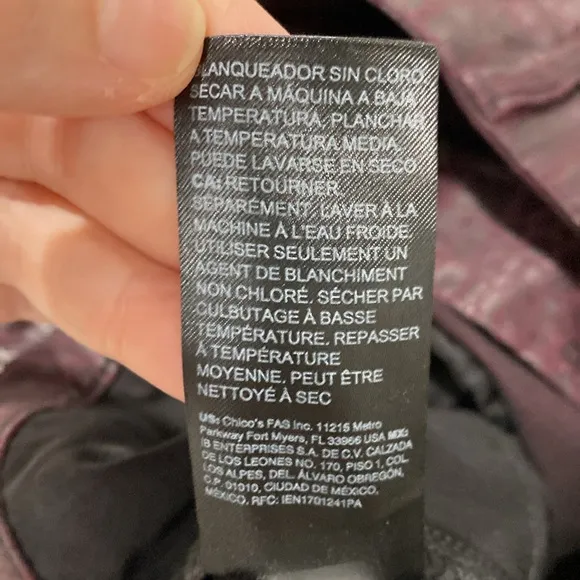 BLANQUEADOR SIN CLORO,
SECAR A MÁQUINA A BAJA
TEMPERATURA. PLANCHAR
A TEMPERATURA MEDIA.
PUEDE LAVARSE EN SECO
CA: RETOURNER,
SEPAREMENT, LAVER À LA
MACHINE À L'EAU FROIDE
UTILISER SEULEMENT UN
AGENT DE BLANCHIMENT
NON CHLORÉ, SÉCHER PAR
CULBUTAGE À BASSE
TEMPÉRATURE. REPASSER
À TEMPÉRATURE
MOYENNE. PEUT ÊTRE
NETTOYÉ À SEC
US: Chico's FAS Inc. 11215 Metro
Parkway Fort Myers, FL 33966 USA MX:
IB ENTERPRISES S.A. DE C.V. CALZADA
DE LOS LEONES NO. 170, PISO 1, COL.
LOS ALPES, DEL. ÁLVARO OBREGÓN,
C.P. 01010, CIUDAD DE MÉXICO,
MÉXICO, RFC: IEN1701241PA